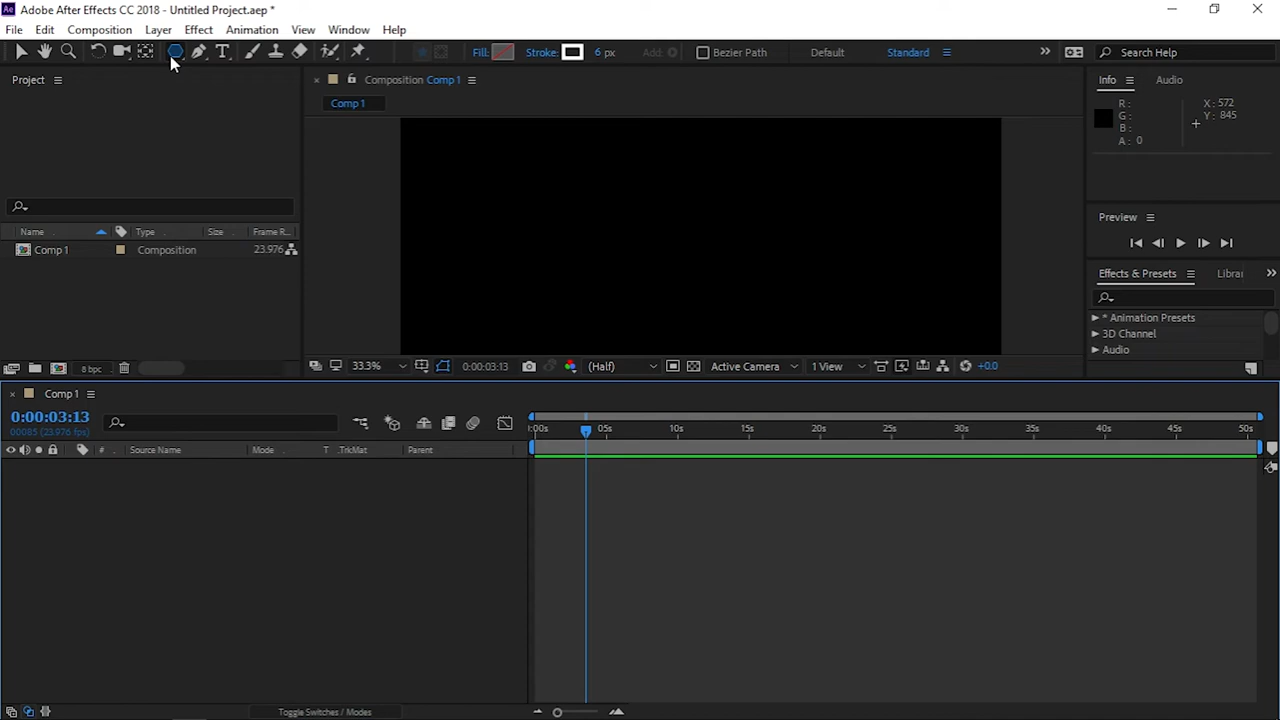 Adobe After Effects CC 2018 - Untitled Project.aep *
File Edit Composition Layer Effect Animation View Window Help
Fill: Stroke: 6 px Add: Bezier Path Default Standard Search Help
Project Composition Comp 1 Info Audio
Comp 1
R: X: 572
G: Y: 845
B:
A: 0
Preview
Name Type Size Frame R...
Comp 1 Composition 23.976
Effects & Presets Librai
* Animation Presets
3D Channel
Audio
8 bpc 33.3% 0:00:03:13 (Half) Active Camera 1 View +0.0
Comp 1
0:00:03:13
00085 (23.976 fps)
:00s 05s 10s 15s 20s 25s 30s 35s 40s 45s 50s
# Source Name Mode T .TrkMat Parent
Toggle Switches / Modes